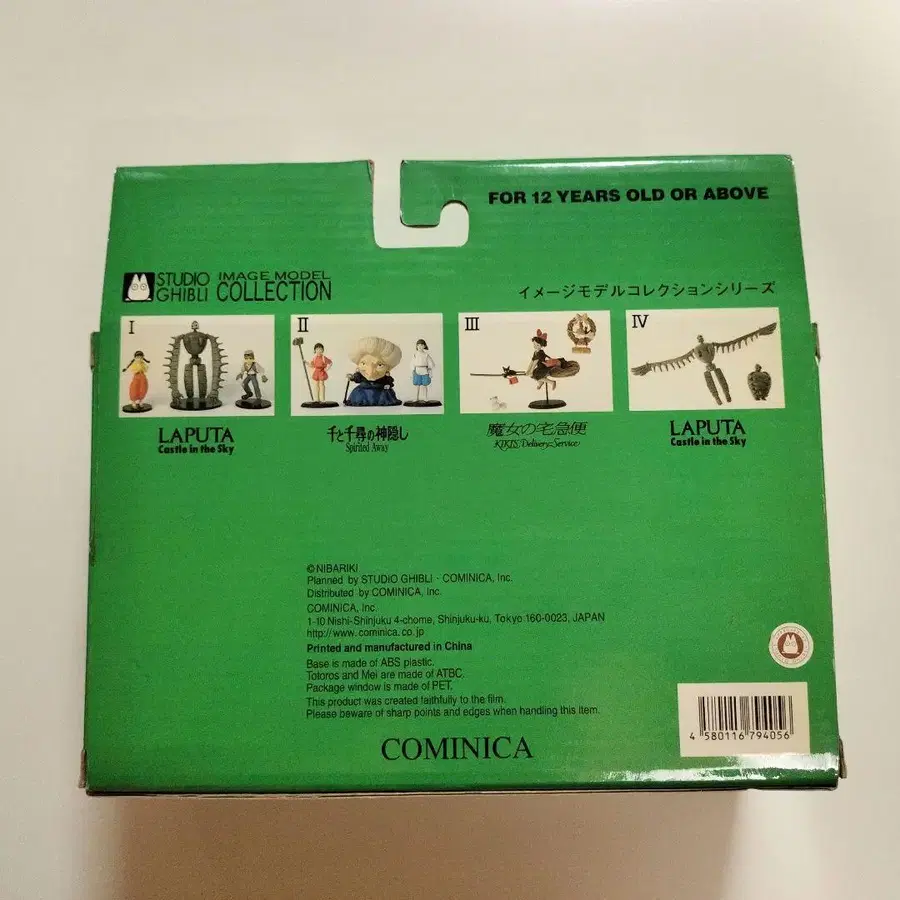 FOR 12 YEARS OLD OR ABOVE
STUDIO GHIBLI IMAGE MODEL COLLECTION
イメージモデルコレクションシリーズ
I
II
III
IV
LAPUTA
Castle in the Sky
千と千尋の神隠し
Spirited Away
魔女の宅急便
KIKI'S Delivery Service
LAPUTA
Castle in the Sky
©NIBARIKI
Planned by STUDIO GHIBLI - COMINICA, Inc.
Distributed by COMINICA, Inc.
COMINICA, Inc.
1-10 Nishi-Shinjuku 4-chome, Shinjuku-ku, Tokyo 160-0023, JAPAN
http://www.cominica.co.jp
Printed and manufactured in China
Base is made of ABS plastic.
Totoros and Mei are made of ATBC.
Package window is made of PET.
This product was created faithfully to the film.
Please beware of sharp points and edges when handling this item.
COMINICA
4 580116 794056